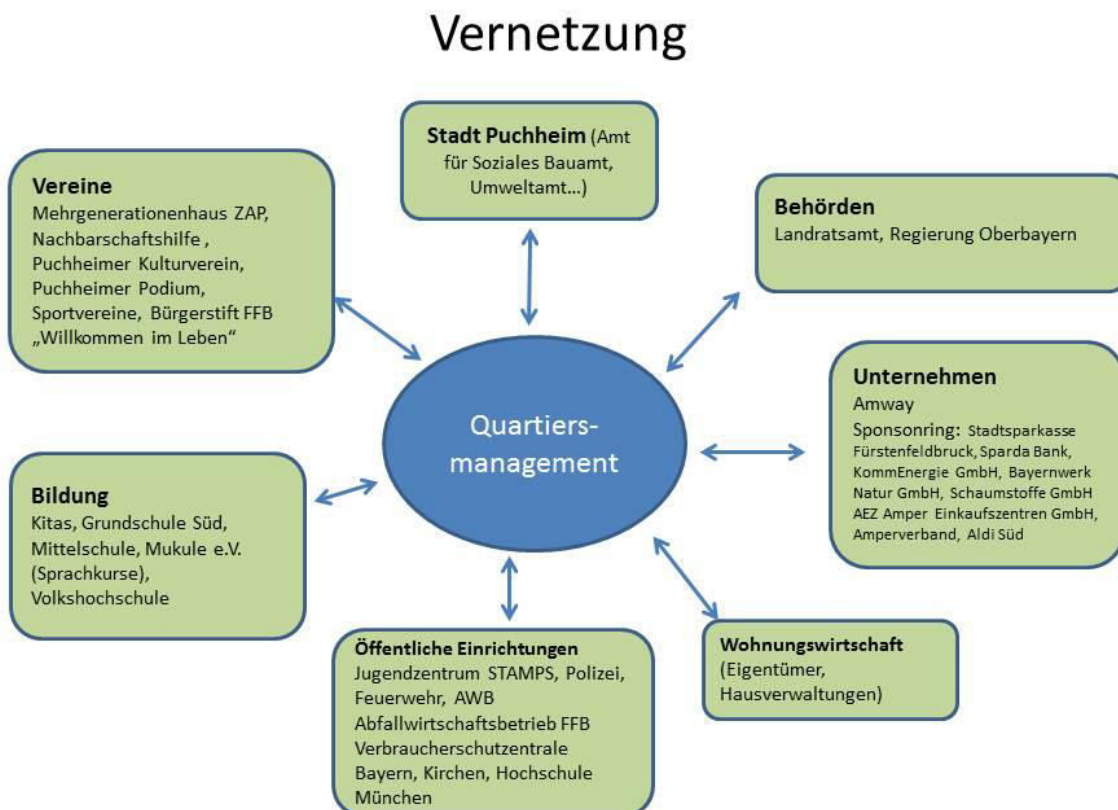 Vernetzung
Stadt Puchheim (Amt
für Soziales Bauamt,
Umweltamt...)
Vereine
Mehrgenerationenhaus ZAP,
Nachbarschaftshilfe ,
Puchheimer Kulturverein,
Puchheimer Podium,
Sportvereine, Bürgerstift FFB
„Willkommen im Leben“
Behörden
Landratsamt, Regierung Oberbayern
Unternehmen
Amway
Sponsonring: Stadtsparkasse
Fürstenfeldbruck, Sparda Bank,
KommEnergie GmbH, Bayernwerk
Natur GmbH, Schaumstoffe GmbH
AEZ Amper Einkaufszentren GmbH,
Amperverband, Aldi Süd
Quartiers-
management
Bildung
Kitas, Grundschule Süd,
Mittelschule, Mukule e.V.
(Sprachkurse),
Volkshochschule
Öffentliche Einrichtungen
Jugendzentrum STAMPS, Polizei,
Feuerwehr, AWB
Abfallwirtschaftsbetrieb FFB
Verbraucherschutzentrale
Bayern, Kirchen, Hochschule
München
Wohnungswirtschaft
(Eigentümer,
Hausverwaltungen)